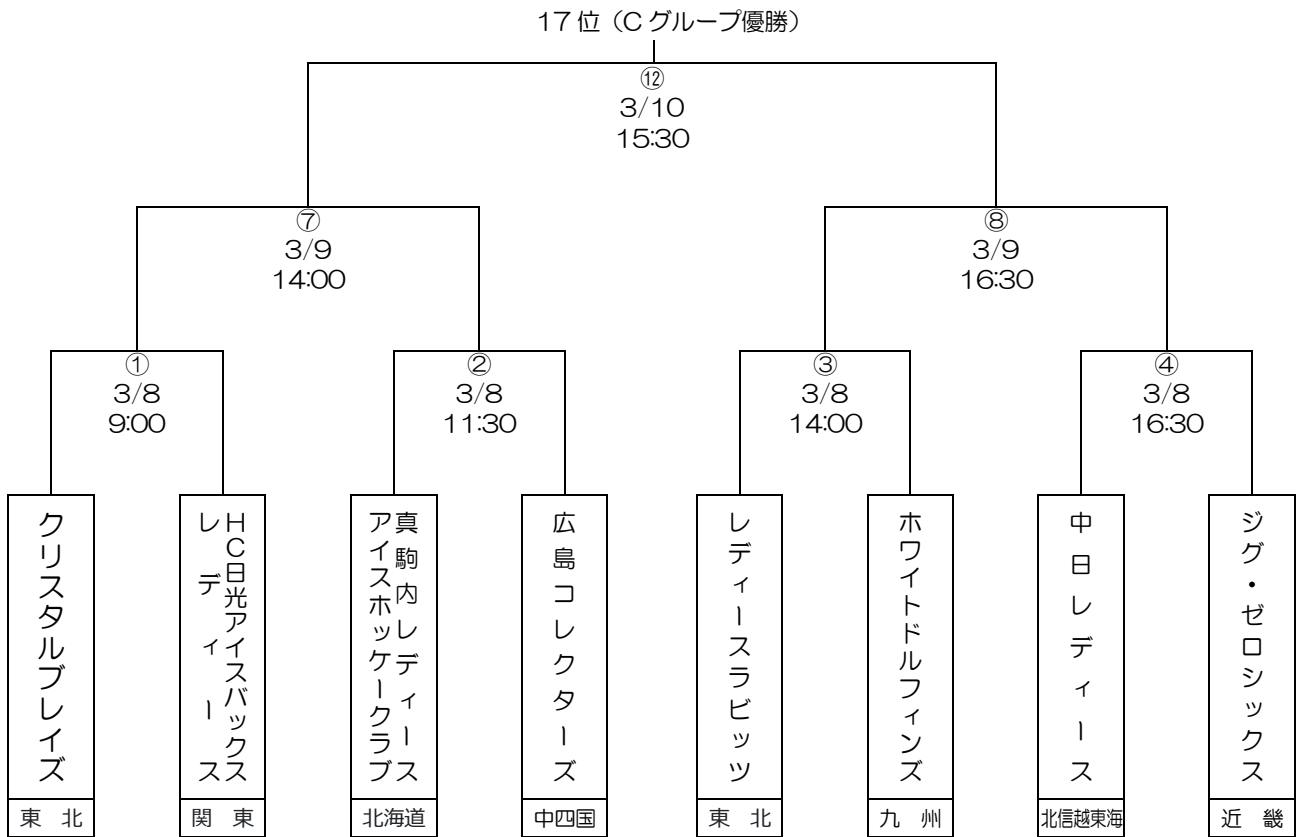 17位（Cグループ優勝）
⑫
3/10
15:30
⑦
3/9
14:00
⑧
3/9
16:30
①
3/8
9:00
②
3/8
11:30
③
3/8
14:00
④
3/8
16:30
クリスタルブレイズ
HC日光アイスバックス
レディース
真駒内レディース
アイスホッケークラブ
広島コレクターズ
レディースラビッツ
ホワイトドルフィンズ
中日レディース
ジグ・ゼロシックス
東北
関東
北海道
中四国
東北
九州
北信越東海
近畿